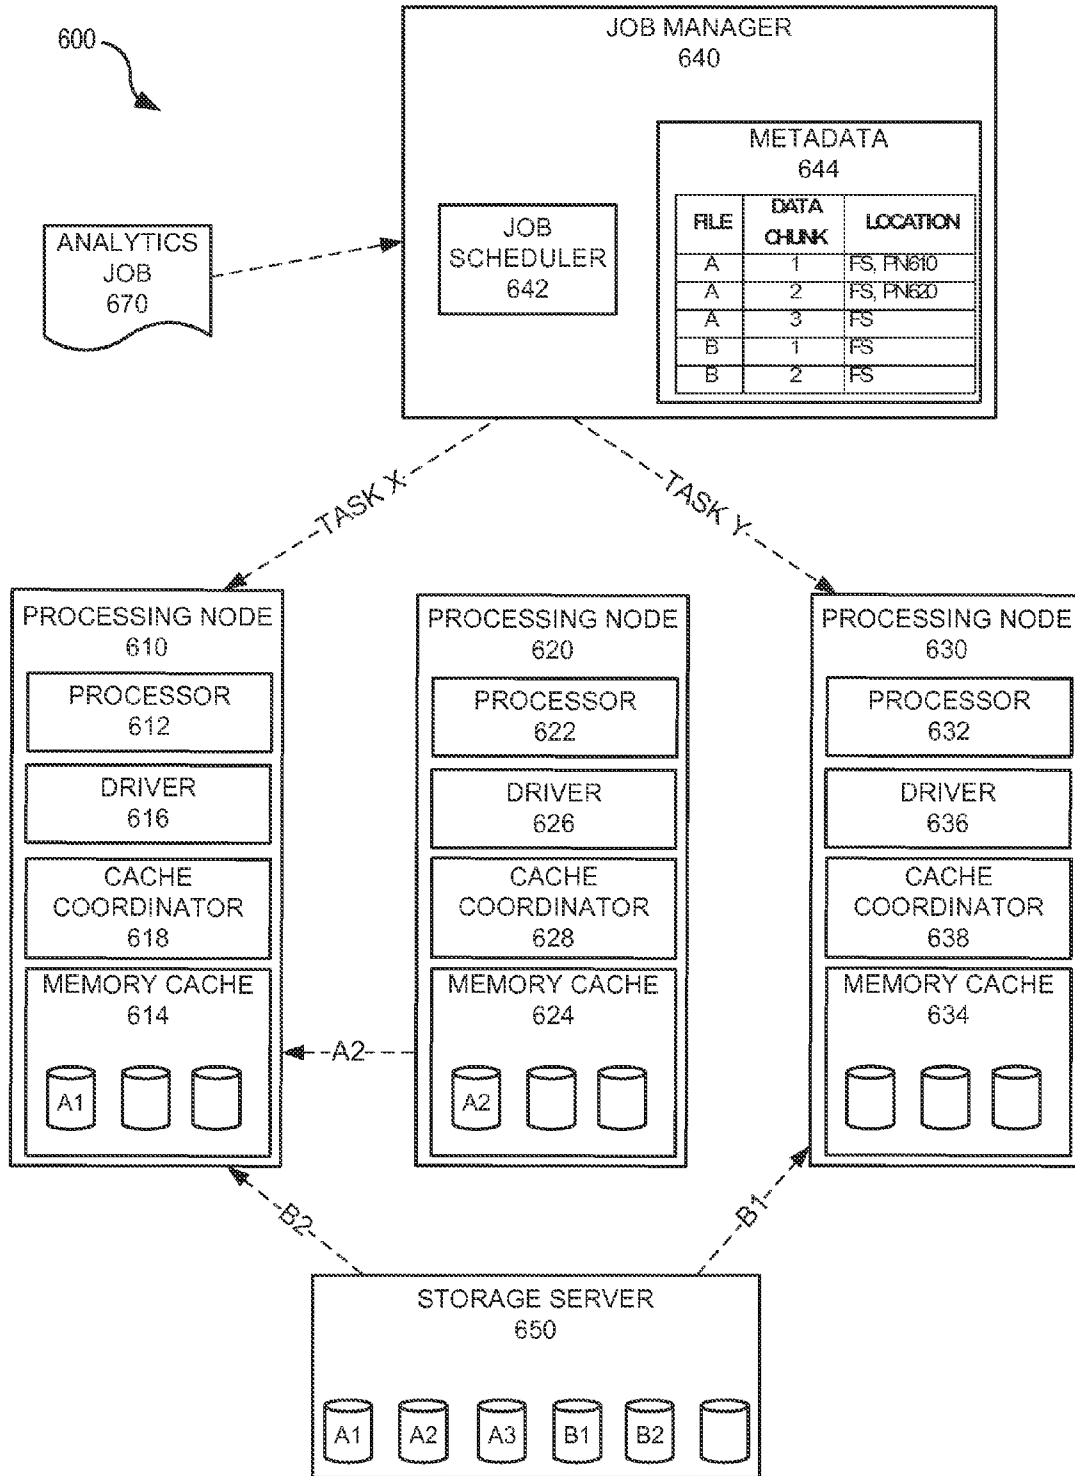 600
JOB MANAGER
640
METADATA
644
FILE DATA CHUNK LOCATION
A 1 FS, PN610
A 2 FS, PN620
A 3 FS
B 1 FS
B 2 FS
JOB
SCHEDULER
642
ANALYTICS
JOB
670
TASK X
TASK Y
PROCESSING NODE
610
PROCESSOR
612
DRIVER
616
CACHE
COORDINATOR
618
MEMORY CACHE
614
A1
A2
PROCESSING NODE
620
PROCESSOR
622
DRIVER
626
CACHE
COORDINATOR
628
MEMORY CACHE
624
A2
PROCESSING NODE
630
PROCESSOR
632
DRIVER
636
CACHE
COORDINATOR
638
MEMORY CACHE
634
B2
B1
STORAGE SERVER
650
A1 A2 A3 B1 B2